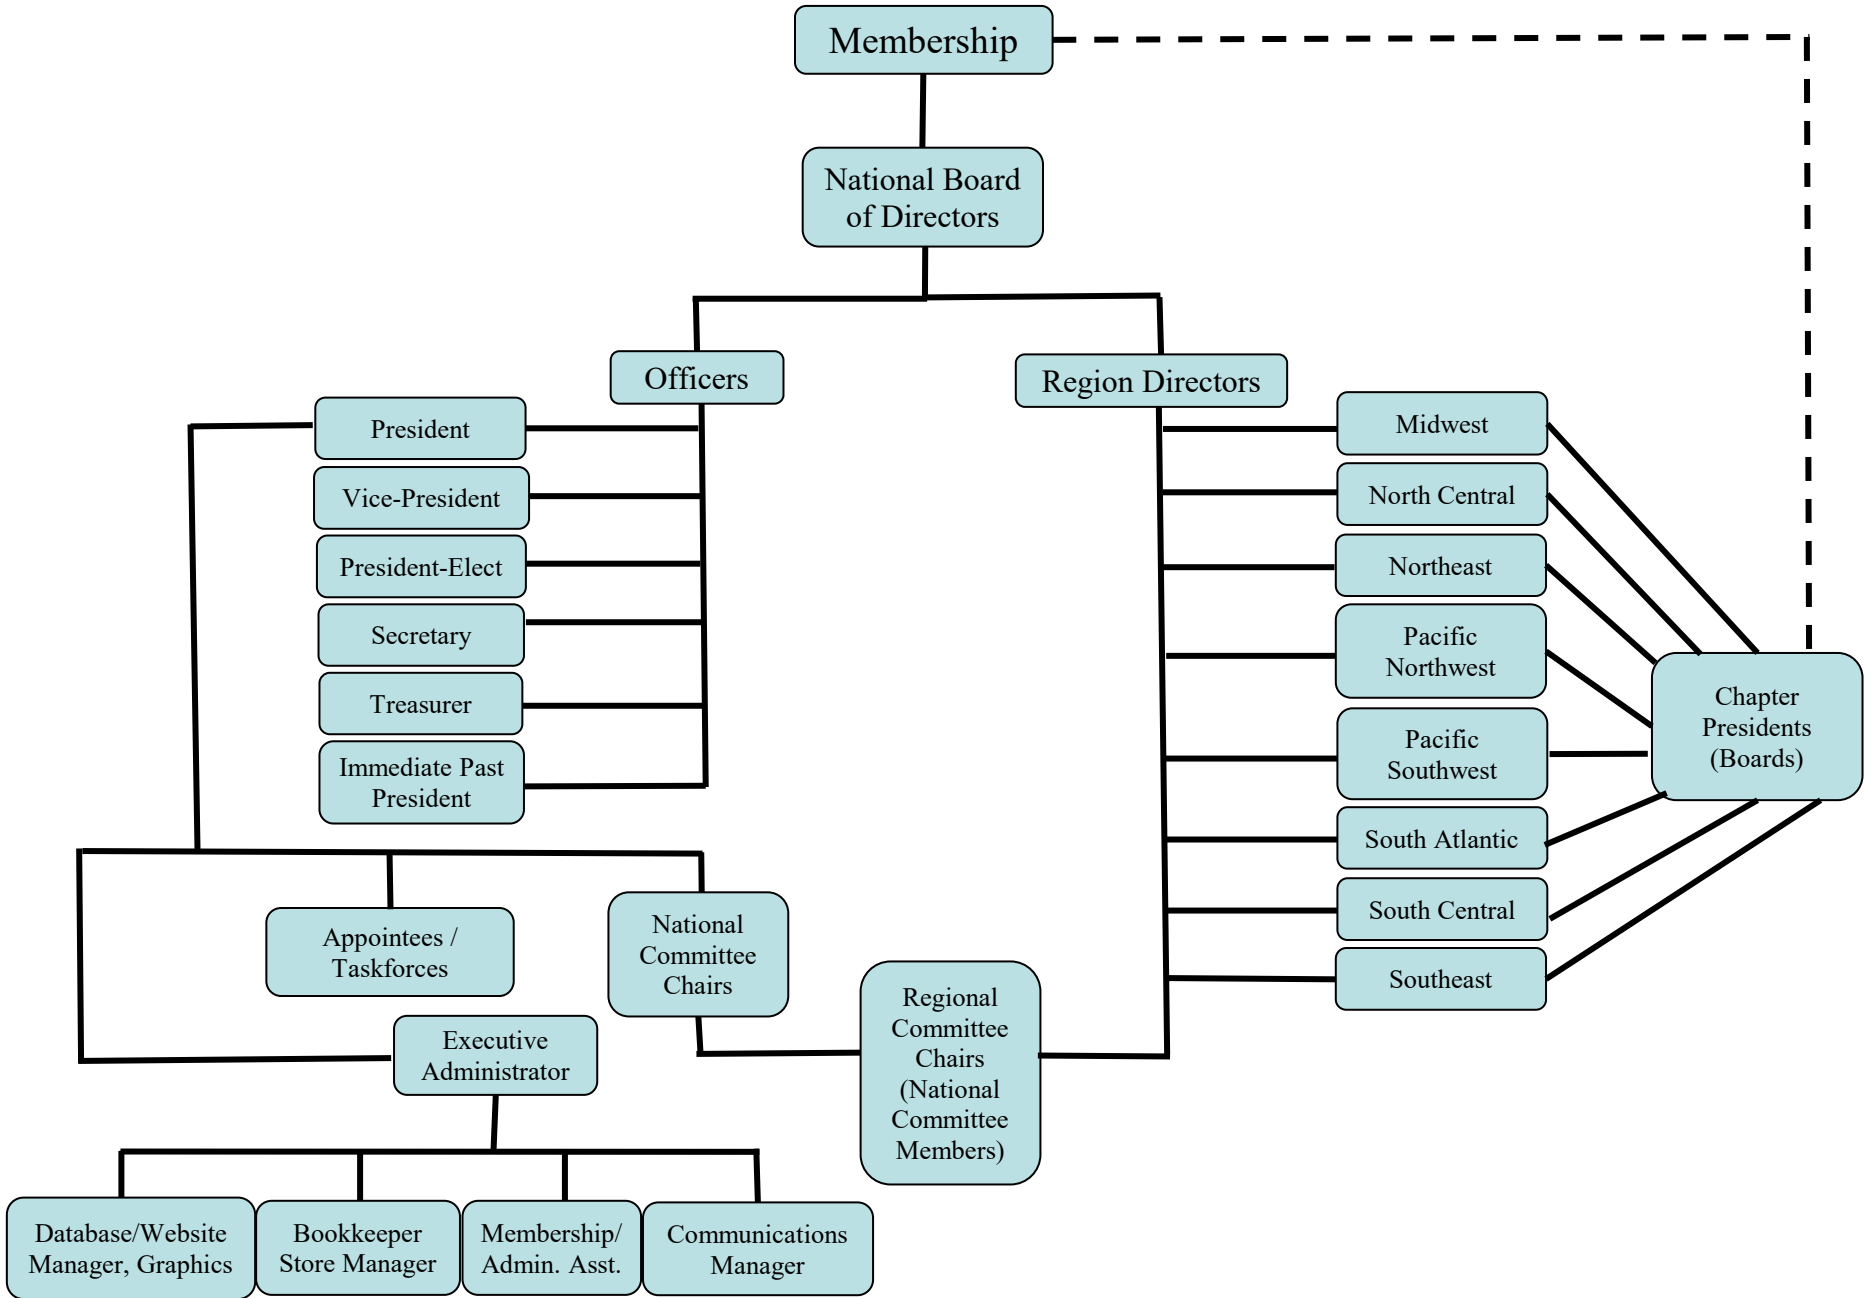 Membership
National Board
of Directors
Officers
Region Directors
President
Vice-President
President-Elect
Secretary
Treasurer
Immediate Past
President
Midwest
North Central
Northeast
Pacific
Northwest
Pacific
Southwest
South Atlantic
South Central
Southeast
Chapter
Presidents
(Boards)
Appointees /
Taskforces
National
Committee
Chairs
Regional
Committee
Chairs
(National
Committee
Members)
Executive
Administrator
Database/Website
Manager, Graphics
Bookkeeper
Store Manager
Membership/
Admin. Asst.
Communications
Manager